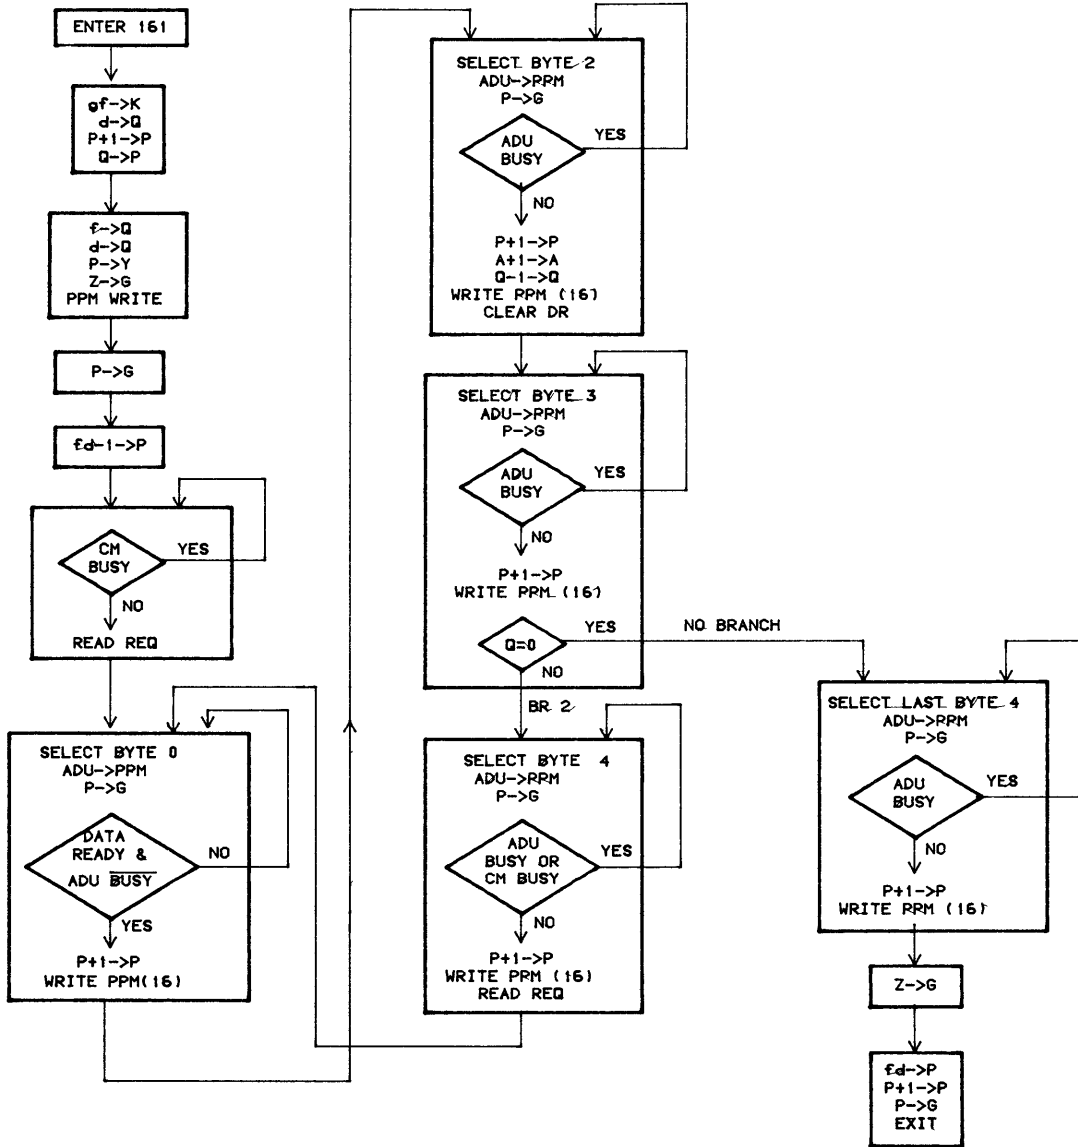 ENTER 161
gf->K
d->Q
P+1->P
Q->P
f->Q
d->Q
P->Y
Z->G
PPM WRITE
P->G
fd-1->P
CM
BUSY
YES
NO
READ REQ
SELECT BYTE 0
ADU->PPM
P->G
DATA
READY &
ADU BUSY
NO
YES
P+1->P
WRITE PPM(16)
SELECT BYTE 2
ADU->PPM
P->G
ADU
BUSY
YES
NO
P+1->P
A+1->A
Q-1->Q
WRITE PPM (16)
CLEAR DR
SELECT BYTE 3
ADU->PPM
P->G
ADU
BUSY
YES
NO
P+1->P
WRITE PPM (16)
Q=0
YES
NO BRANCH
NO
BR 2
SELECT BYTE 4
ADU->PPM
P->G
ADU
BUSY OR
CM BUSY
YES
NO
P+1->P
WRITE PPM (16)
READ REQ
SELECT LAST BYTE 4
ADU->PPM
P->G
ADU
BUSY
YES
NO
P+1->P
WRITE PPM (16)
Z->G
fd->P
P+1->P
P->G
EXIT